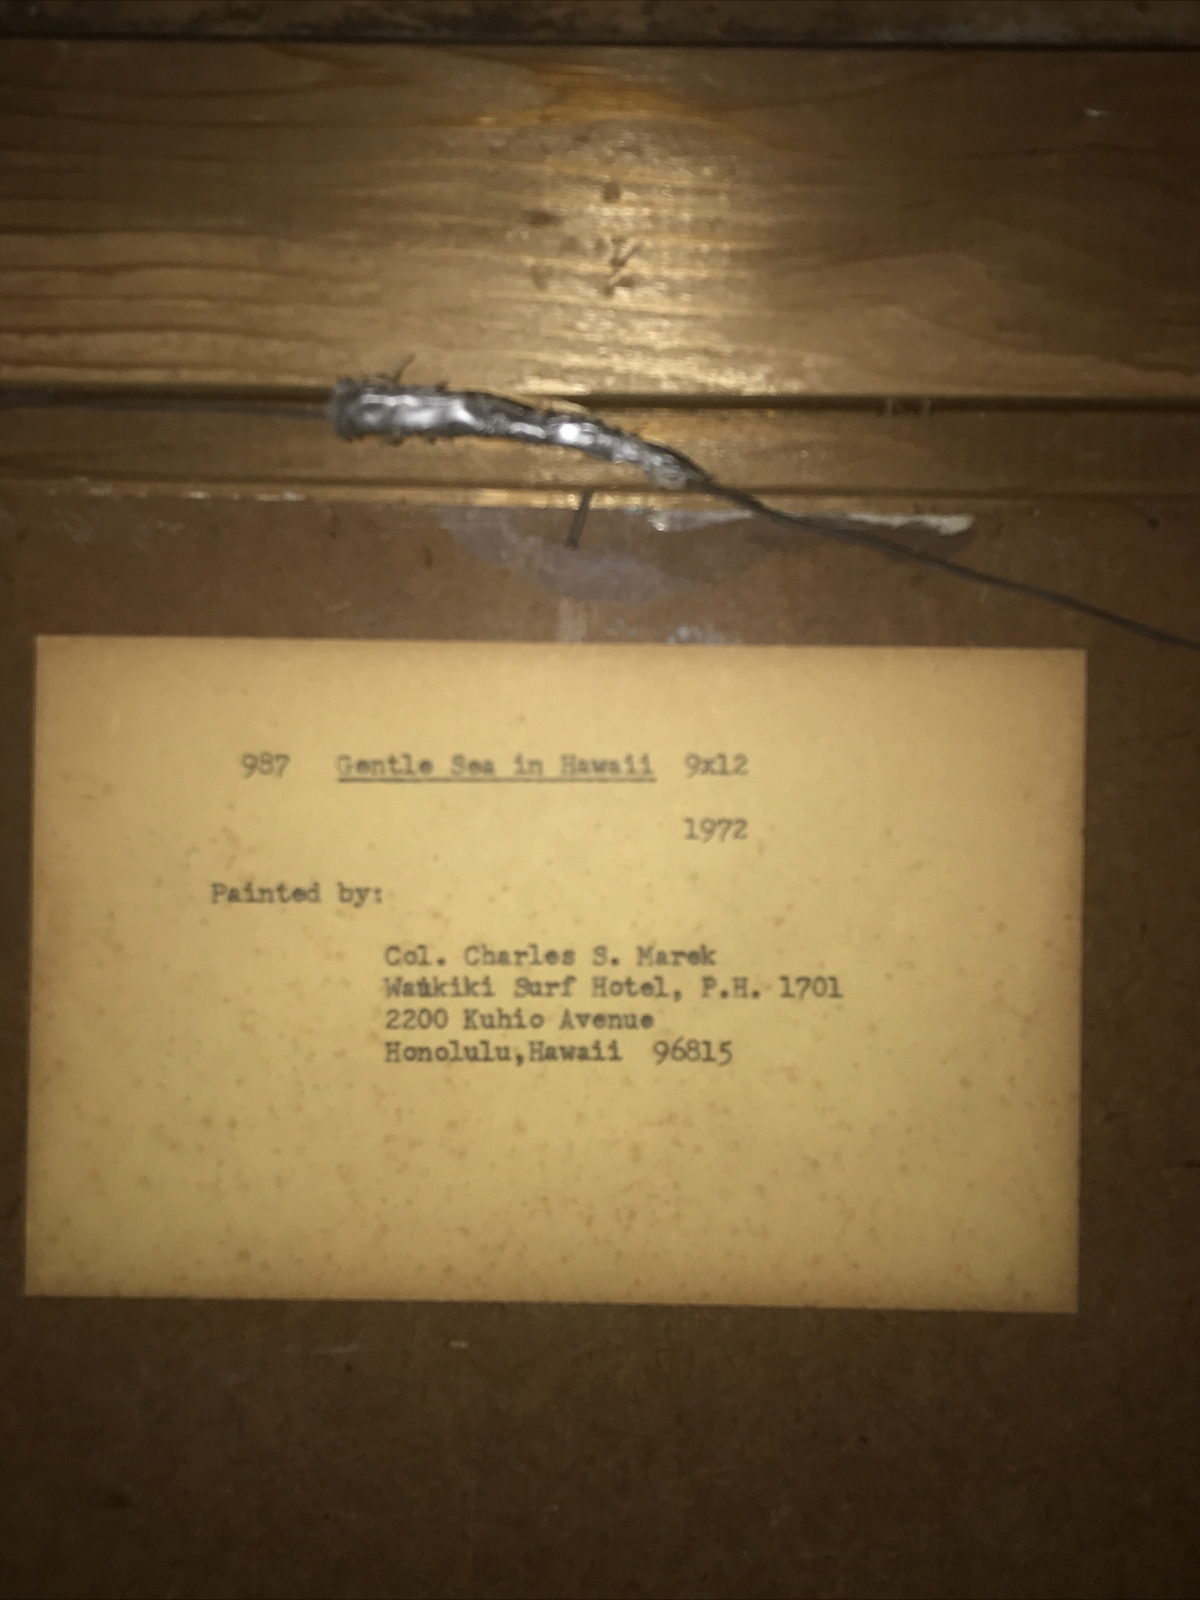 987 Gentle Sea in Hawaii 9x12
1972
Painted by:
Col. Charles S. Marek
Waikiki Surf Hotel, P.H. 1701
2200 Kuhio Avenue
Honolulu,Hawaii 96815